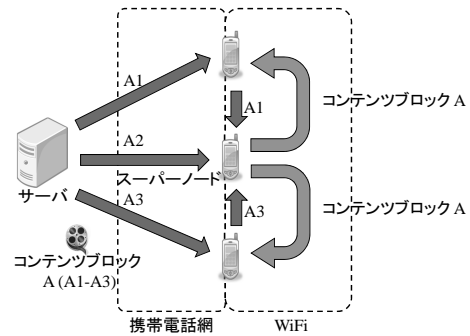 A1
A1
コンテンツブロック A
A2
サーバ
スーパーノード
A3
A3
コンテンツブロック A
コンテンツブロック
A (A1-A3)
携帯電話網
WiFi